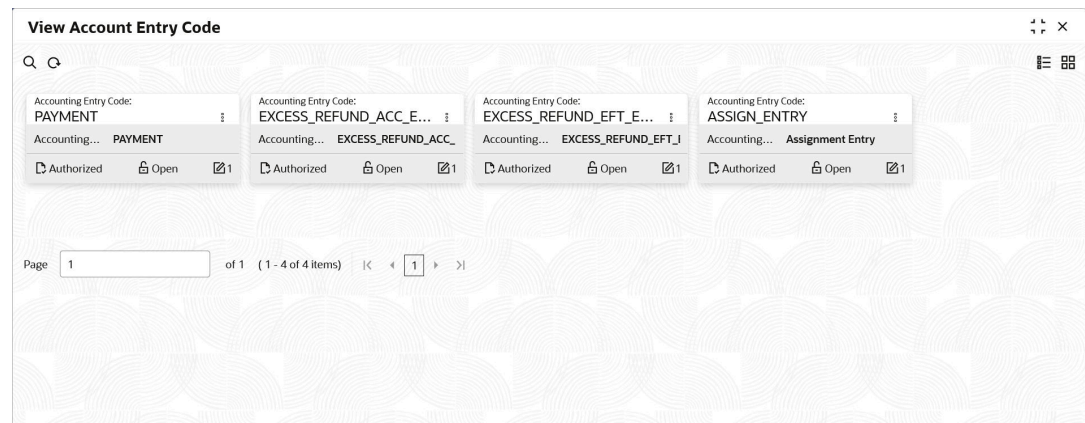 View Account Entry Code
Accounting Entry Code:
PAYMENT
Accounting... PAYMENT
Authorized Open 1
Accounting Entry Code:
EXCESS_REFUND_ACC_E...
Accounting... EXCESS_REFUND_ACC_
Authorized Open 1
Accounting Entry Code:
EXCESS_REFUND_EFT_E...
Accounting... EXCESS_REFUND_EFT_
Authorized Open 1
Accounting Entry Code:
ASSIGN_ENTRY
Accounting... Assignment Entry
Authorized Open 1
Page 1 of 1 (1 - 4 of 4 items) 1